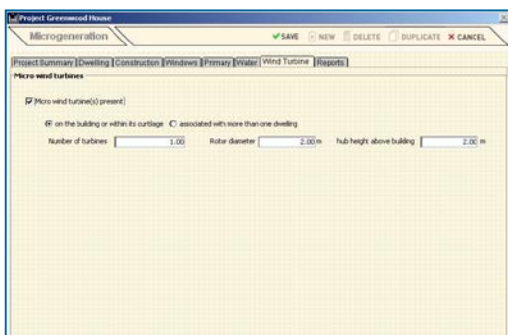 Project Greenwood House
Microgeneration SAVE NEW DELETE DUPLICATE CANCEL
Project Summary Dwelling Construction Windows Primary Water Wind Turbine Reports
Micro wind turbines
Micro wind turbine(s) present
on the building or within its curtilage associated with more than one dwelling
Number of turbines 1.00 Rotor diameter 2.00 m hub height above building 2.00 m